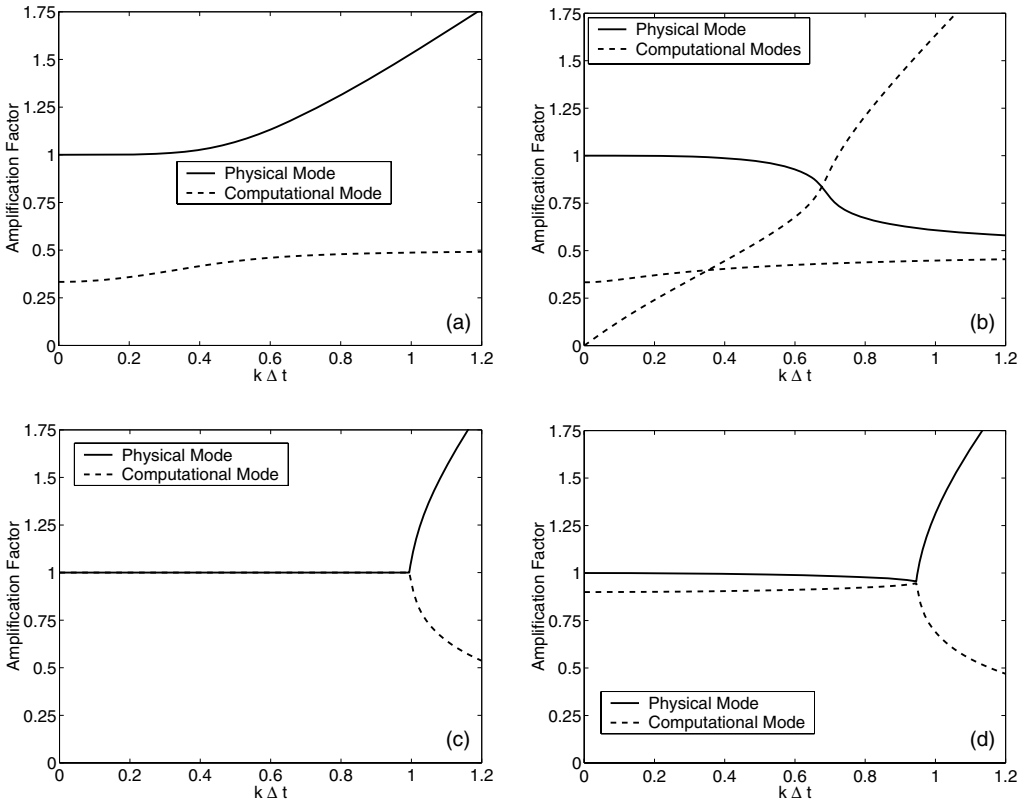 1.75
1.5
1.25
1
0.75
0.5
0.25
0
Amplification Factor
Physical Mode
Computational Mode
(a)
0 0.2 0.4 0.6 0.8 1 1.2
k Δ t
1.75
1.5
1.25
1
0.75
0.5
0.25
0
Amplification Factor
Physical Mode
Computational Modes
(b)
0 0.2 0.4 0.6 0.8 1 1.2
k Δ t
1.75
1.5
1.25
1
0.75
0.5
0.25
0
Amplification Factor
Physical Mode
Computational Mode
(c)
0 0.2 0.4 0.6 0.8 1 1.2
k Δ t
1.75
1.5
1.25
1
0.75
0.5
0.25
0
Amplification Factor
Physical Mode
Computational Mode
(d)
0 0.2 0.4 0.6 0.8 1 1.2
k Δ t